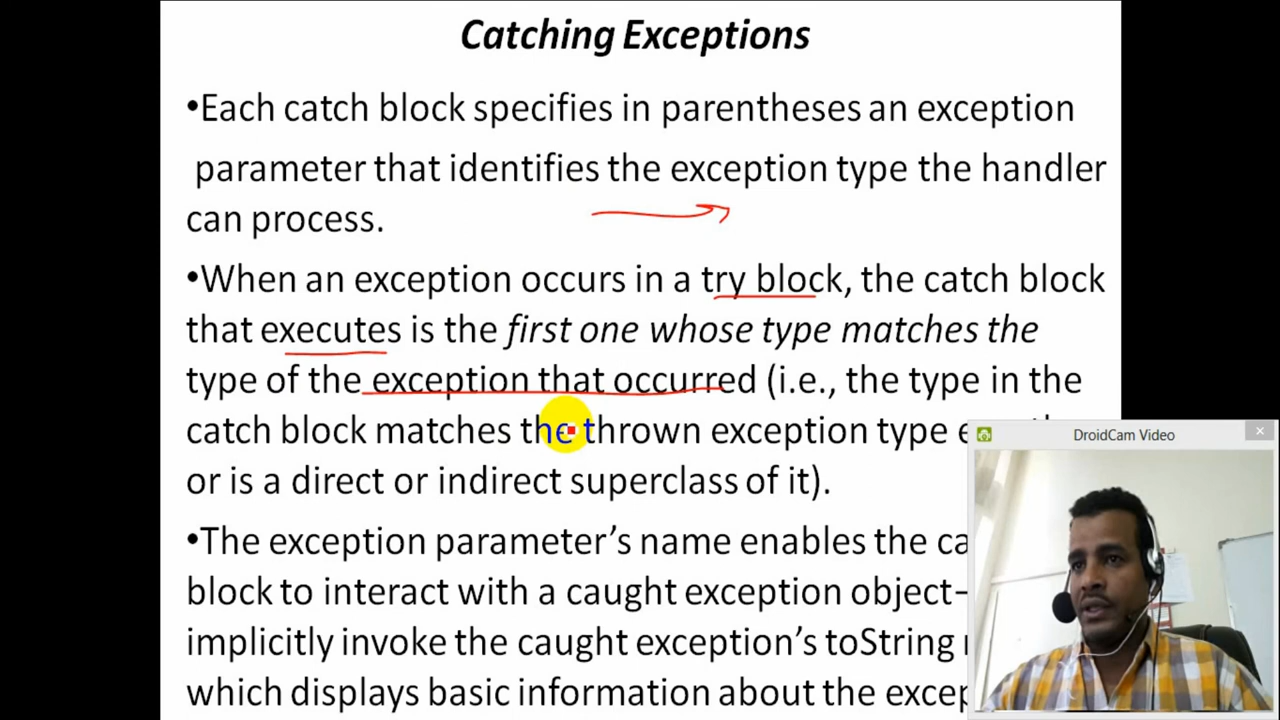 Catching Exceptions
•Each catch block specifies in parentheses an exception
parameter that identifies the exception type the handler
can process.
•When an exception occurs in a try block, the catch block
that executes is the first one whose type matches the
type of the exception that occurred (i.e., the type in the
catch block matches the thrown exception type
or is a direct or indirect superclass of it).
•The exception parameter’s name enables the
block to interact with a caught exception object-
implicitly invoke the caught exception’s toString
which displays basic information about the
DroidCam Video